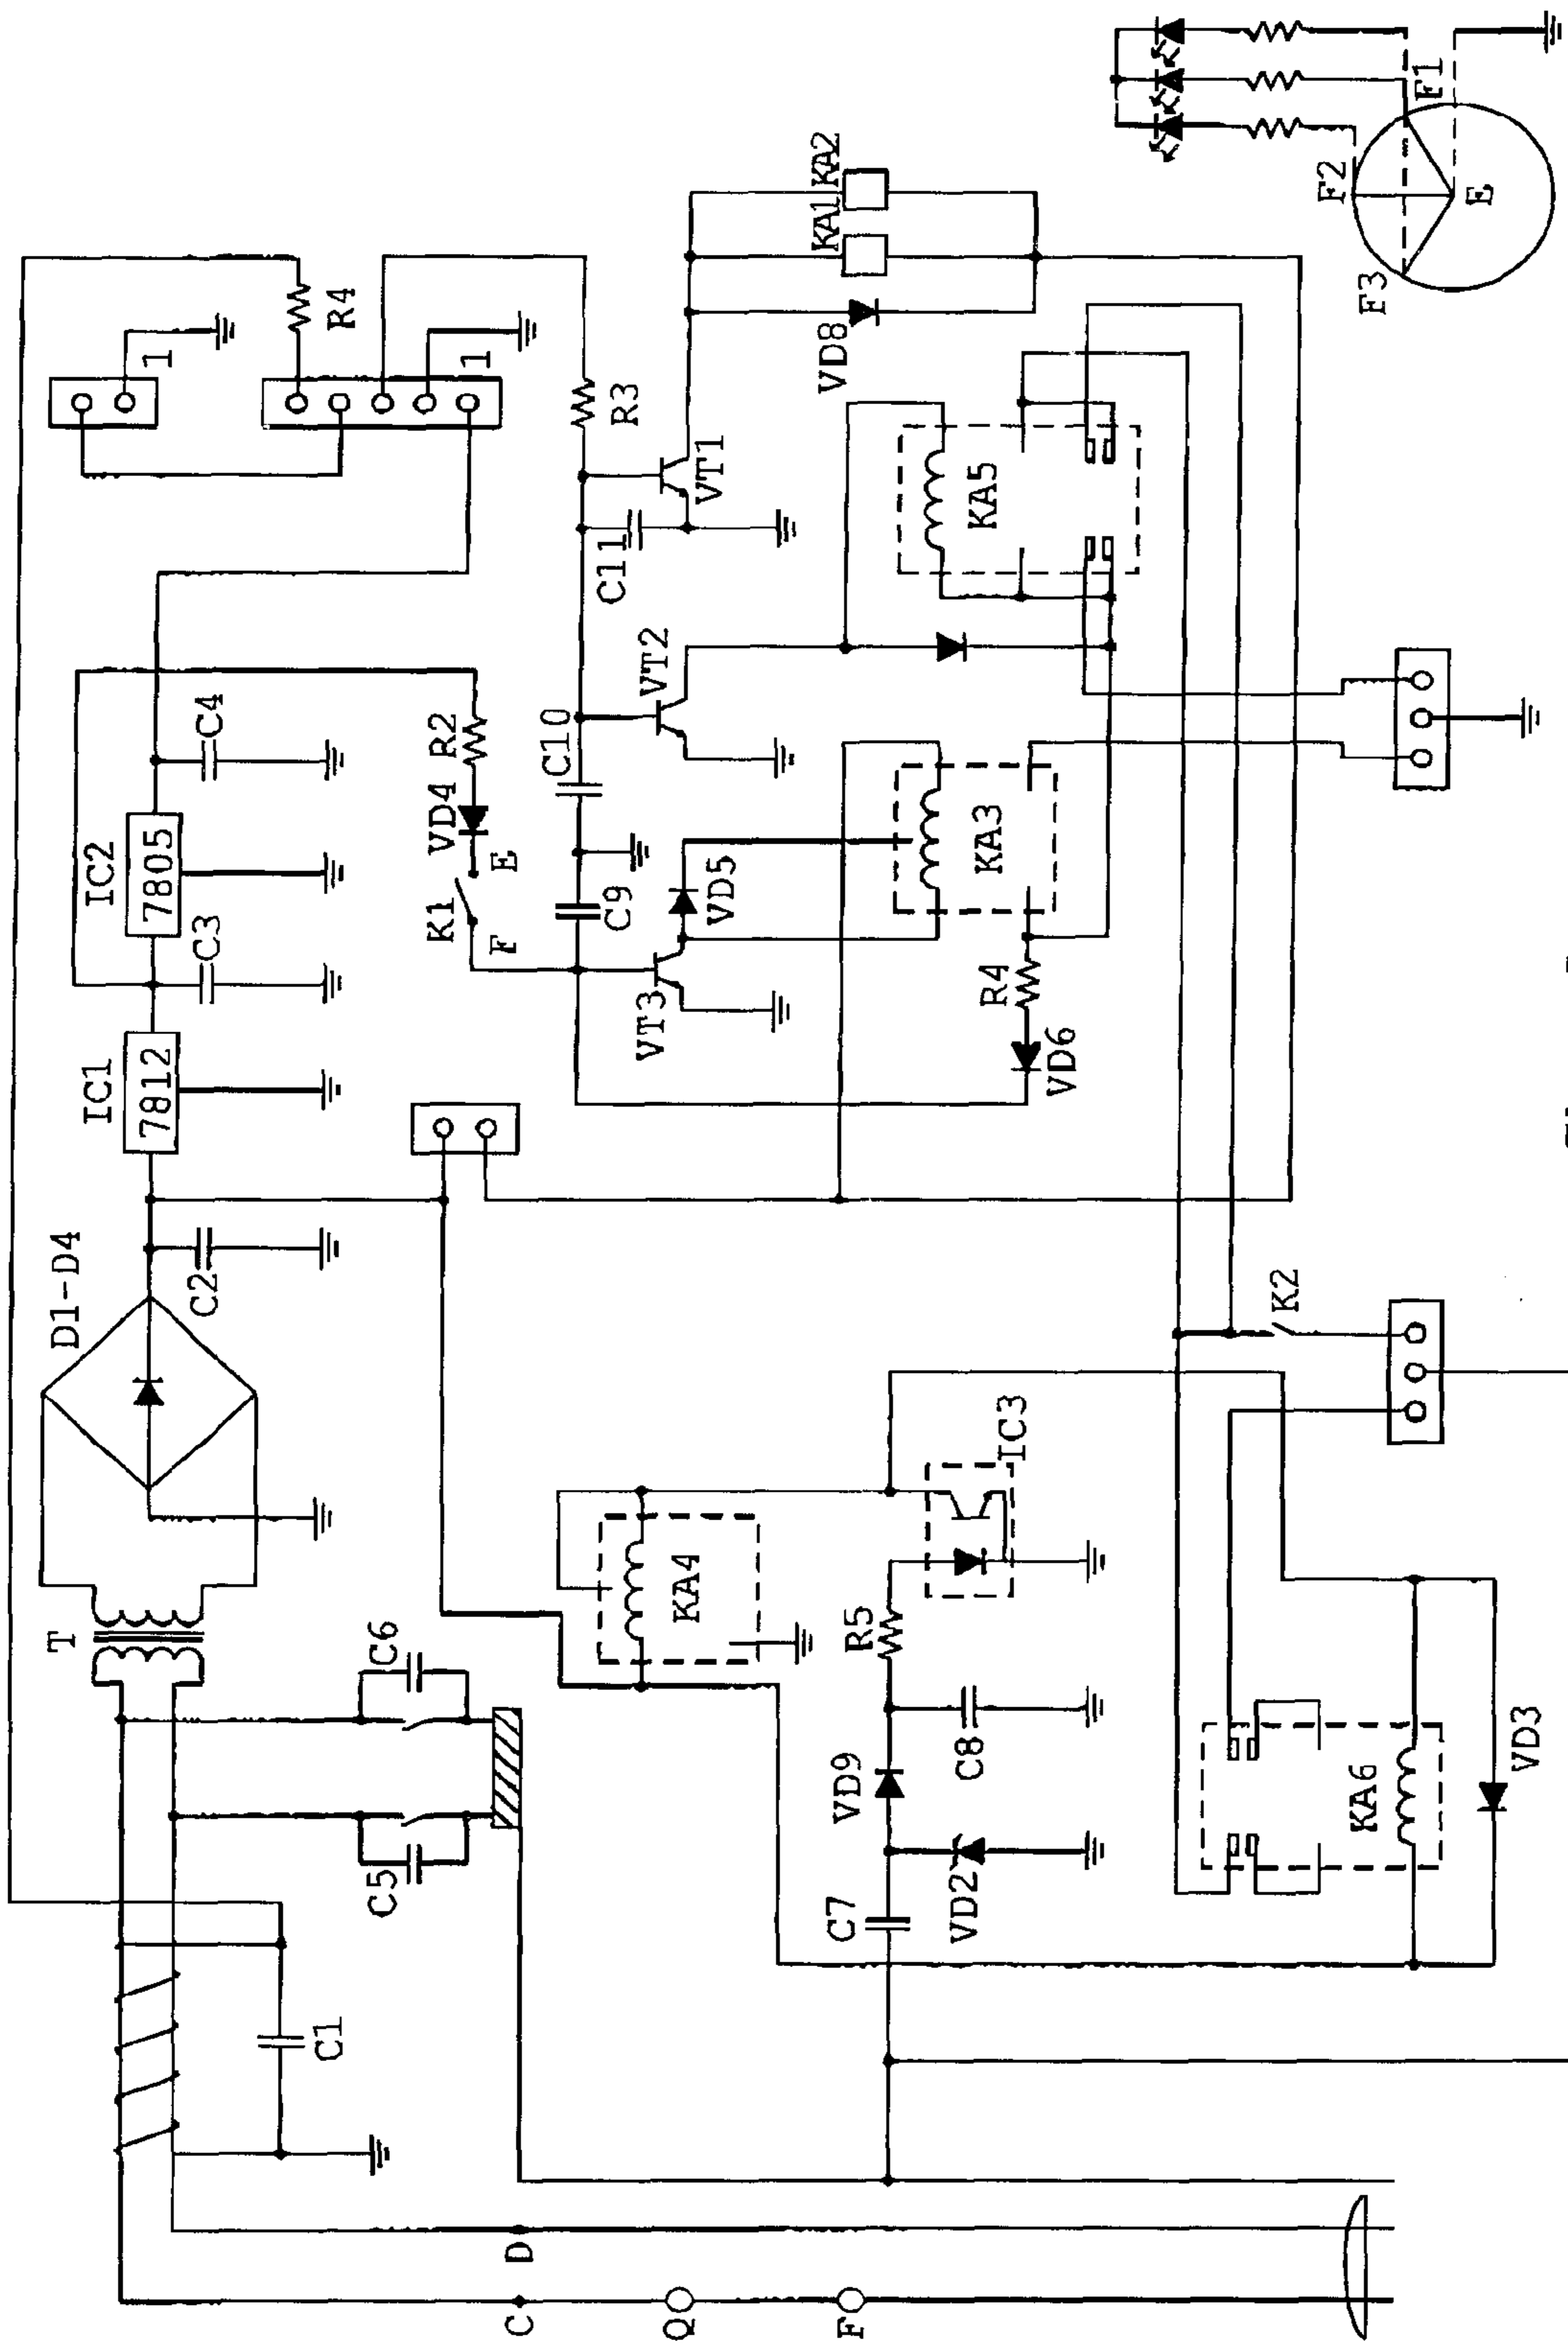 T
D1-D4
C2
IC1
7812
IC2
7805
C3
C4
1
R4
1
C1
C5
C6
K1
F
E
VD4
R2
C9
C10
C11
R3
VT3
VD5
VT2
VT1
KA1
KA2
VD8
KA4
KA3
KA5
R4
VD6
C7
VD2
VD9
C8
R5
IC3
KA6
VD3
K2
C
D
Q
F
F3
F2
F1
E